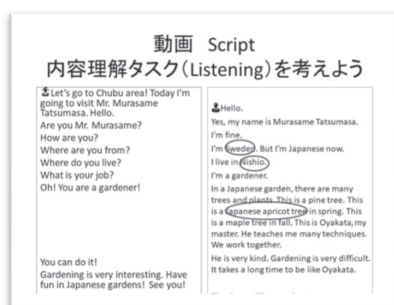 動画 Script
内容理解タスク(Listening)を考えよう
Let's go to Chubu area! Today I'm
going to visit Mr. Murasame
Tatsumasa. Hello.
Are you Mr. Murasame?
How are you?
Where are you from?
Where do you live?
What is your job?
Oh! You are a gardener!
You can do it!
Gardening is very interesting. Have
fun in Japanese gardens! See you!
Hello.
Yes, my name is Murasame Tatsumasa.
I'm fine.
I'm Sweden. But I'm Japanese now.
I live in Nishio.
I'm a gardener.
In a Japanese garden, there are many
trees and plants. This is a pine tree. This
is a Japanese apricot tree in spring. This
is a maple tree in fall. This is Oyakata, my
master. He teaches me many techniques.
We work together.
He is very kind. Gardening is very difficult.
It takes a long time to be like Oyakata.